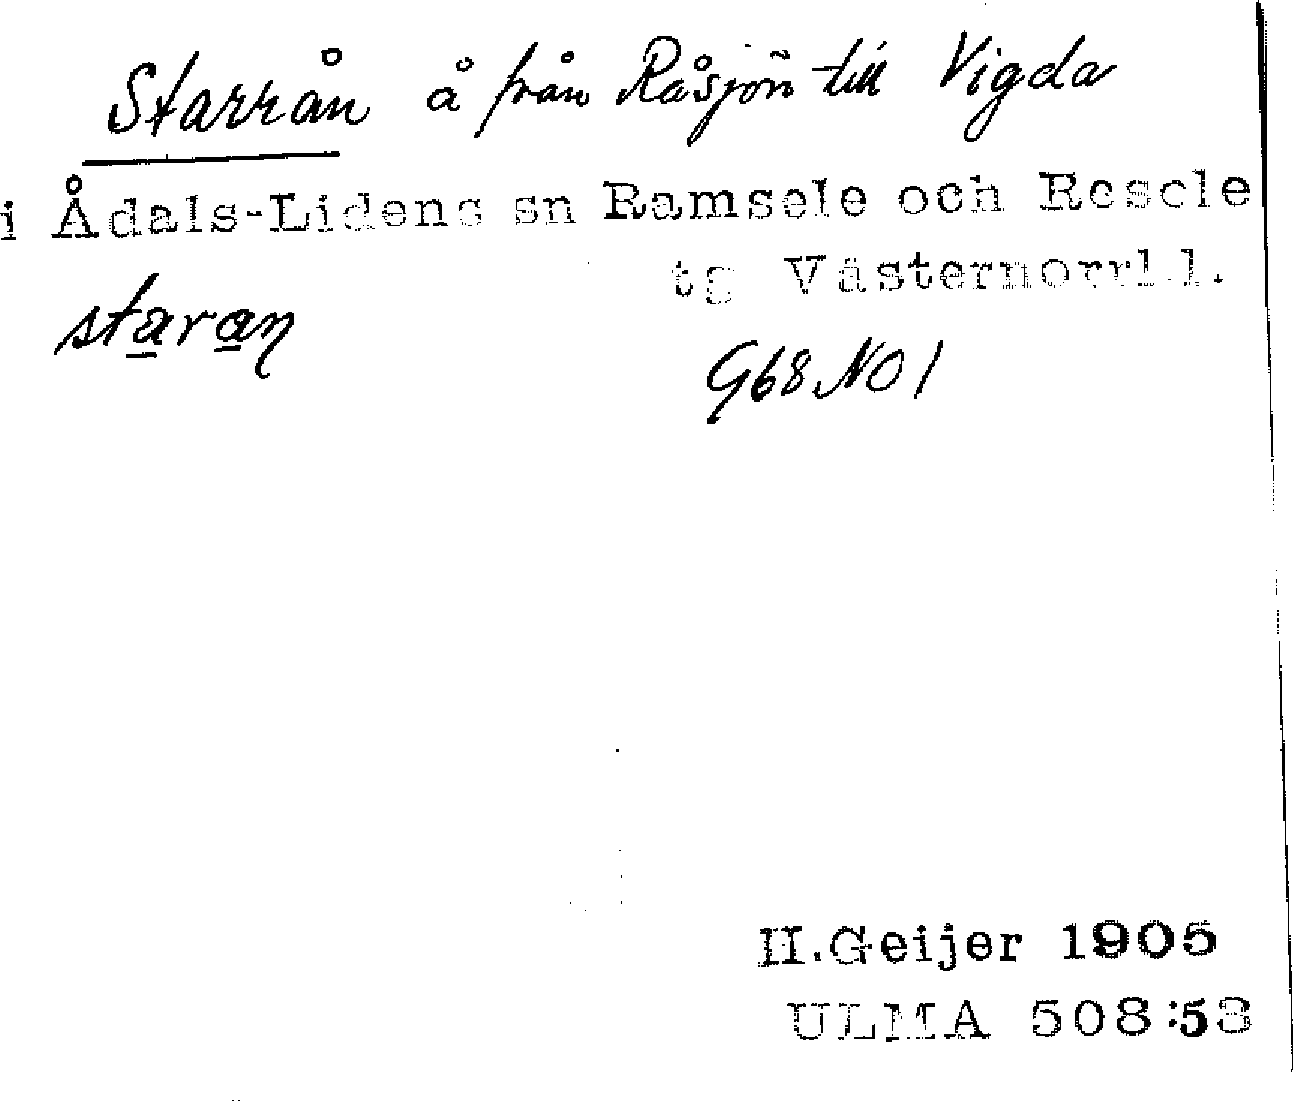 Starrån å från Råsjön till Vigda
i Ådals-Lidens sn Ramsele och Resele
tg Västernorrl.l.
staran
G68 NO1
H.Geijer 1905
ULMA 508:53